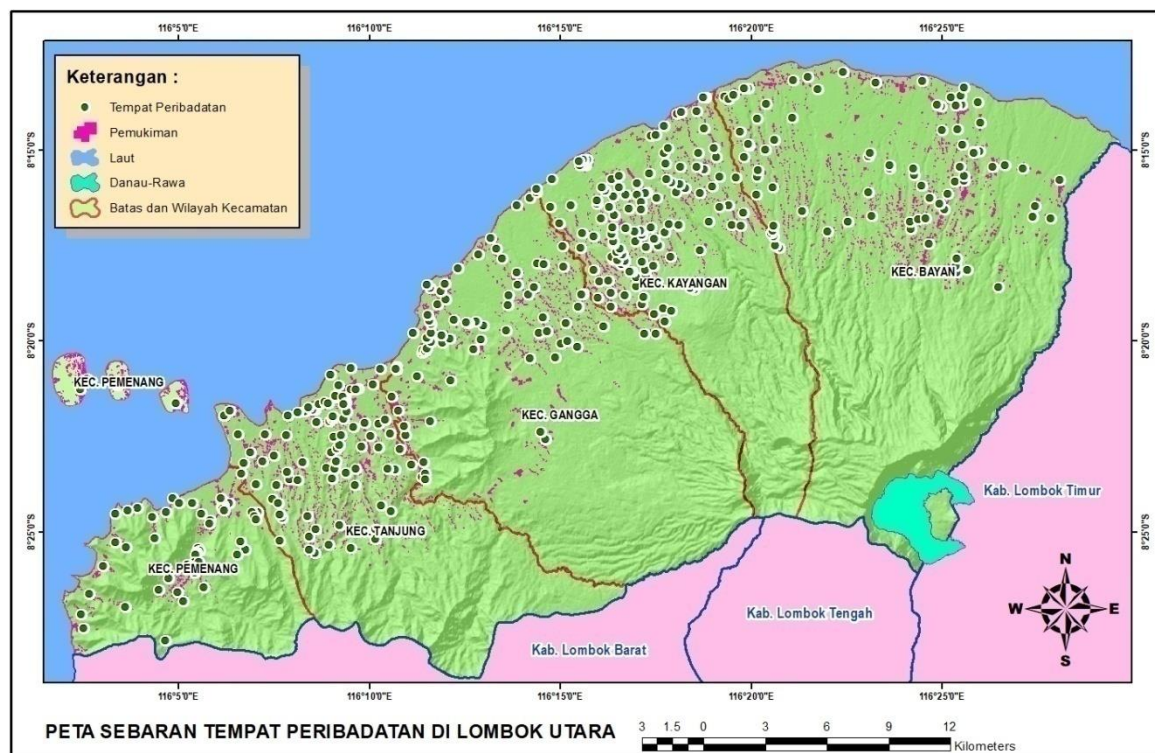 116°5'0"E 116°10'0"E 116°15'0"E 116°20'0"E 116°25'0"E
Keterangan :
Tempat Peribadatan
Pemukiman
Laut
Danau-Rawa
Batas dan Wilayah Kecamatan
8°15'0"S 8°15'0"S
KEC. BAYAN
KEC. KAYANGAN
8°20'0"S 8°20'0"S
KEC. PEMENANG
KEC. GANGGA
Kab. Lombok Timur
8°25'0"S 8°25'0"S
KEC. TANJUNG
KEC. PEMENANG
N
W E
S
Kab. Lombok Tengah
Kab. Lombok Barat
116°5'0"E 116°10'0"E 116°15'0"E 116°20'0"E 116°25'0"E
PETA SEBARAN TEMPAT PERIBADATAN DI LOMBOK UTARA
3 1.5 0 3 6 9 12
Kilometers